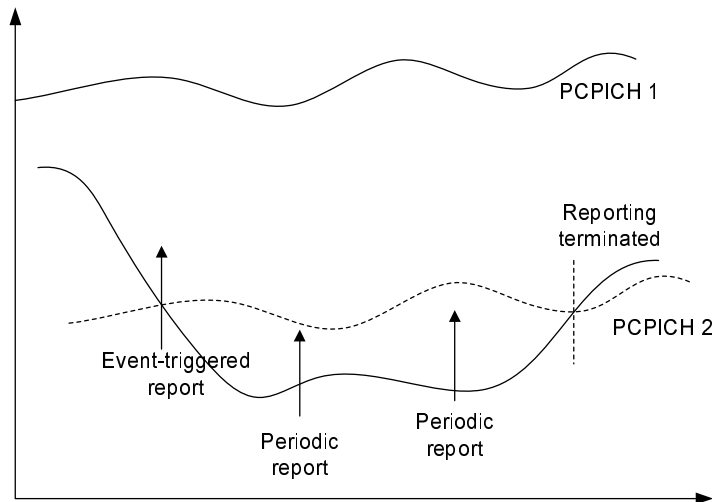 PCPICH 1
Reporting
terminated
PCPICH 2
Event-triggered
report
Periodic
report
Periodic
report